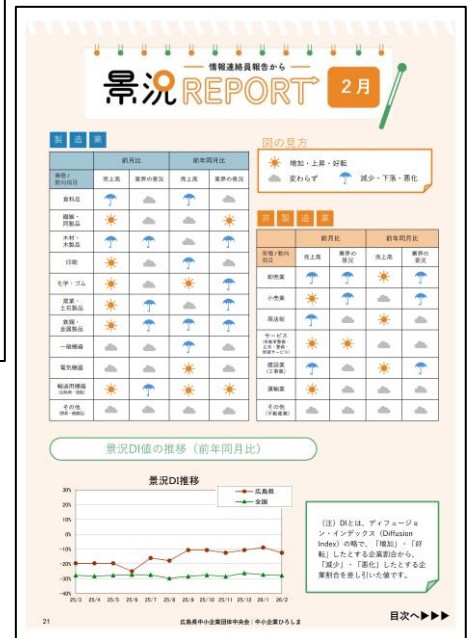 情報連絡員報告から
景況REPORT 2月
製造業
図の見方
増加・上昇・好転
変わらず 減少・下落・悪化
前月比 前年同月比
業種/動向項目 売上高 業界の景況 売上高 業界の景況
食料品
繊維・同製品
木材・木製品
印刷
化学・ゴム
窯業・土石製品
鉄鋼・金属製品
一般機器
電気機器
輸送用機器
その他
非製造業
前月比 前年同月比
業種/動向項目 売上高 業界の景況 売上高 業界の景況
卸売業
小売業
商店街
サービス
建設業
(工事業)
運輸業
その他
(不動産業)
景況DI値の推移（前年同月比）
景況DI推移
広島県
全国
30%
20%
10%
0%
-10%
-20%
-30%
-40%
25/3 25/4 25/5 25/6 25/7 25/8 25/9 25/10 25/11 25/12 26/1 26/2
（注）DIとは、ディフュージョ
ン・インデックス（Diffusion
Index）の略で、「増加」・「好
転」したとする企業割合から、
「減少」・「悪化」したとする企
業割合を差し引いた値です。
21
広島県中小企業団体中央会｜中小企業ひろしま
目次へ▶▶▶